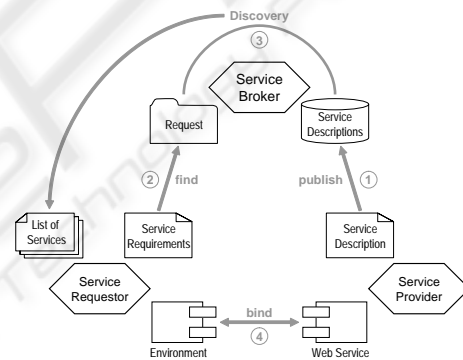 Discovery
3
Service
Broker
Request
Service
Descriptions
2
find
publish
1
List of
Services
Service
Requirements
Service
Description
Service
Requestor
Service
Provider
bind
4
Environment
Web Service